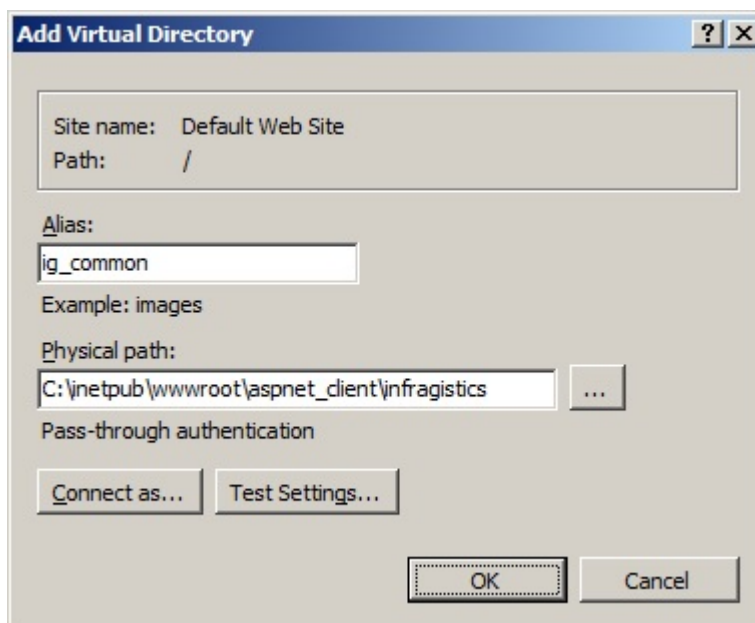 Add Virtual Directory
Site name: Default Web Site
Path: /
Alias:
ig_common
Example: images
Physical path:
C:\inetpub\wwwroot\aspnet_client\infragistics
...
Pass-through authentication
Connect as... Test Settings...
OK Cancel